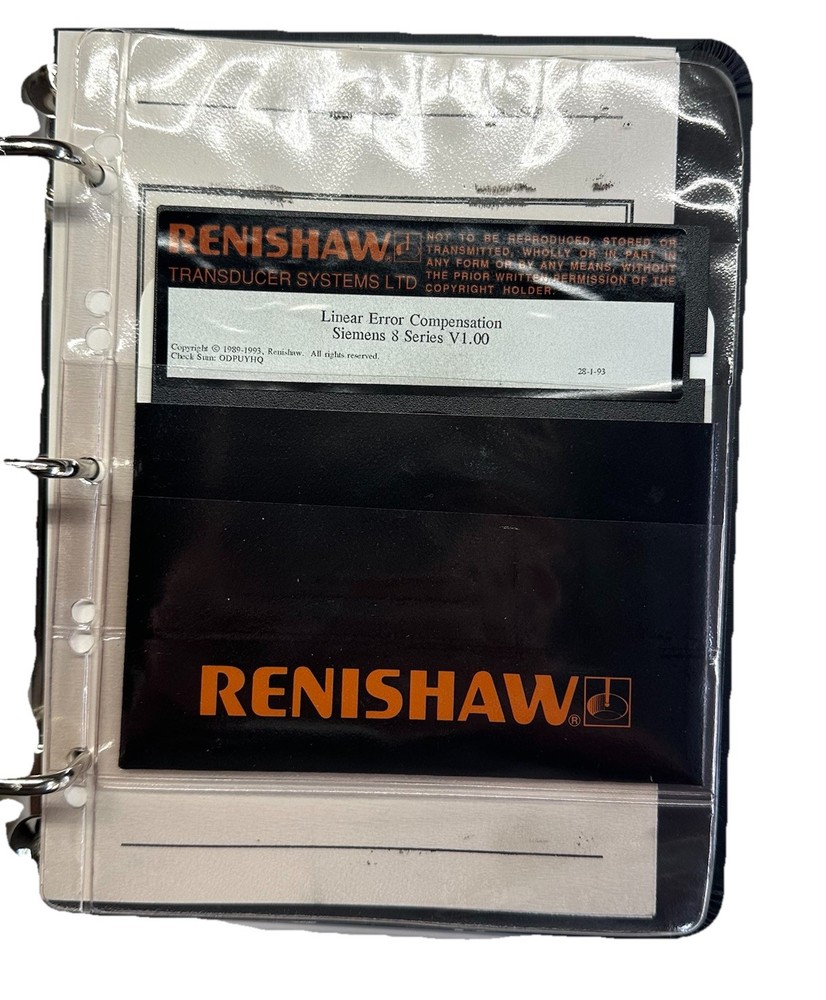 RENISHAW
TRANSDUCER SYSTEMS LTD
NOT TO BE REPRODUCED, STORED OR
TRANSMITTED, WHOLLY OR IN PART IN
ANY FORM OR BY ANY MEANS, WITHOUT
THE PRIOR WRITTEN PERMISSION OF THE
COPYRIGHT HOLDER.
Linear Error Compensation
Siemens 8 Series V1.00
Copyright © 1989-1993, Renishaw. All rights reserved.
Check Sum: ODPUYHQ
28-1-93
RENISHAW®